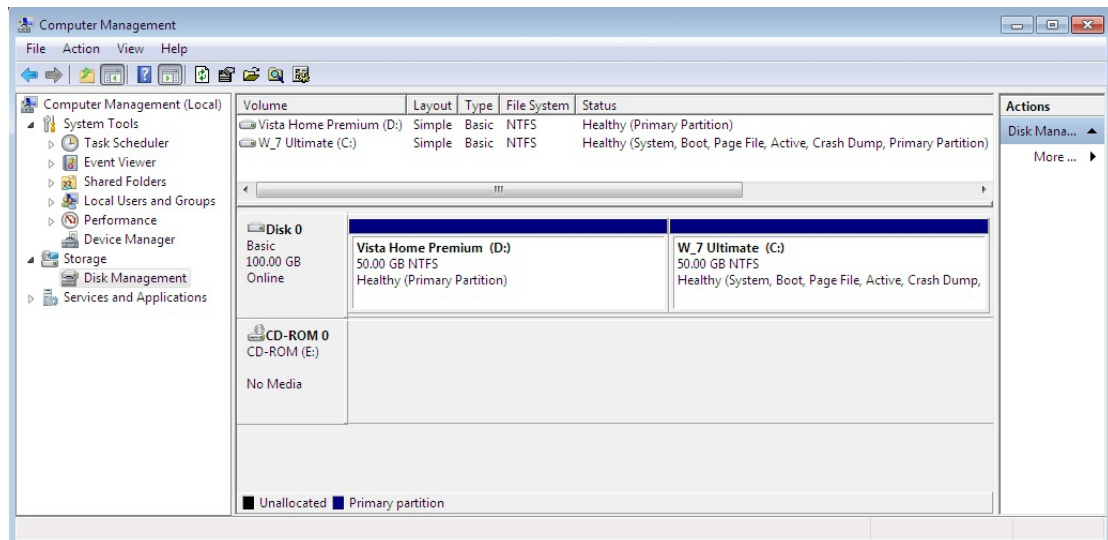 Computer Management
File Action View Help
Computer Management (Local)
System Tools
Task Scheduler
Event Viewer
Shared Folders
Local Users and Groups
Performance
Device Manager
Storage
Disk Management
Services and Applications
Volume Layout Type File System Status
Vista Home Premium (D:) Simple Basic NTFS Healthy (Primary Partition)
W_7 Ultimate (C:) Simple Basic NTFS Healthy (System, Boot, Page File, Active, Crash Dump, Primary Partition)
Disk 0
Basic
100.00 GB
Online
Vista Home Premium (D:)
50.00 GB NTFS
Healthy (Primary Partition)
W_7 Ultimate (C:)
50.00 GB NTFS
Healthy (System, Boot, Page File, Active, Crash Dump,
CD-ROM 0
CD-ROM (E:)
No Media
Unallocated Primary partition
Actions
Disk Mana...
More ...